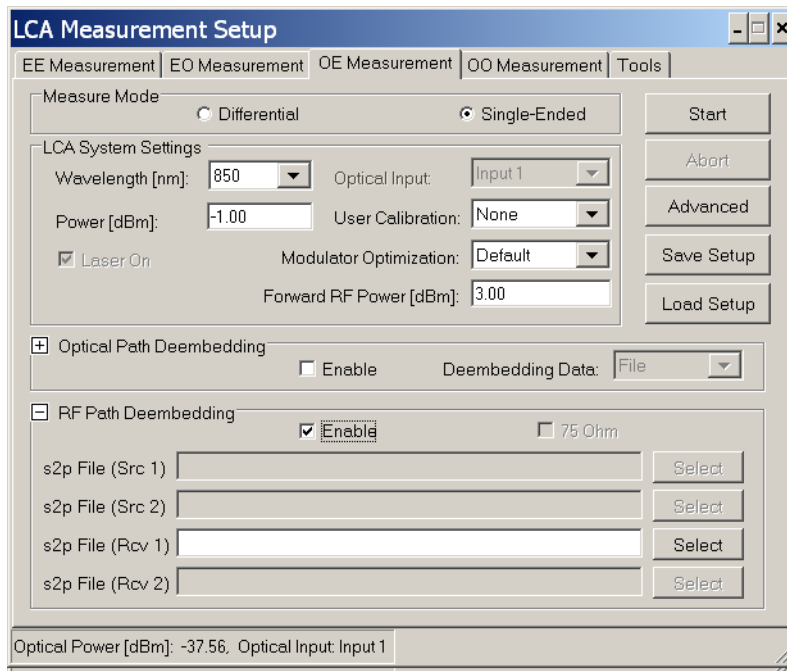 LCA Measurement Setup
EE Measurement EO Measurement OE Measurement OO Measurement Tools
Measure Mode
Differential Single-Ended Start
LCA System Settings
Abort
Wavelength [nm]: 850 Optical Input: Input 1
Power [dBm]: -1.00 User Calibration: None Advanced
Laser On Modulator Optimization: Default Save Setup
Forward RF Power [dBm]: 3.00 Load Setup
Optical Path Deembedding
Enable Deembedding Data: File
RF Path Deembedding
Enable 75 Ohm
s2p File (Src 1) Select
s2p File (Src 2) Select
s2p File (Rcv 1) Select
s2p File (Rcv 2) Select
Optical Power [dBm]: -37.56, Optical Input: Input 1